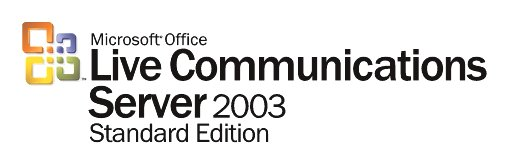 Microsoft® Office
Live Communications
Server 2003
Standard Edition